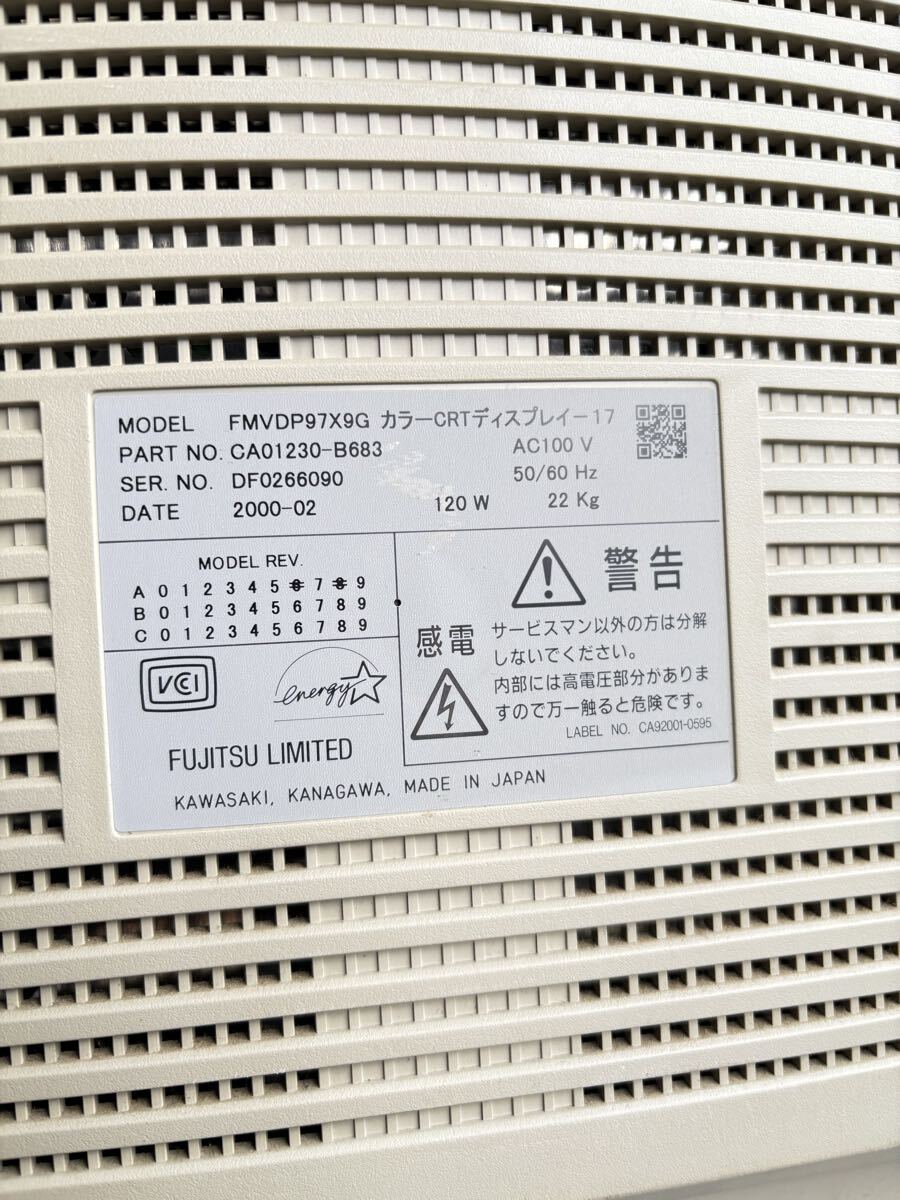 MODEL FMVDP97X9G カラーCRTディスプレイー17
PART NO. CA01230-B683 AC100 V
SER. NO. DF0266090 50/60 Hz
DATE 2000-02 120 W 22 Kg
MODEL REV.
A 0 1 2 3 4 5 6 7 8 9
B 0 1 2 3 4 5 6 7 8 9
C 0 1 2 3 4 5 6 7 8 9
VCI
energy
FUJITSU LIMITED
KAWASAKI, KANAGAWA, MADE IN JAPAN
警告
感電
サービスマン以外の方は分解
しないでください。
内部には高電圧部分がありま
すので万一触ると危険です。
LABEL NO. CA92001-0595